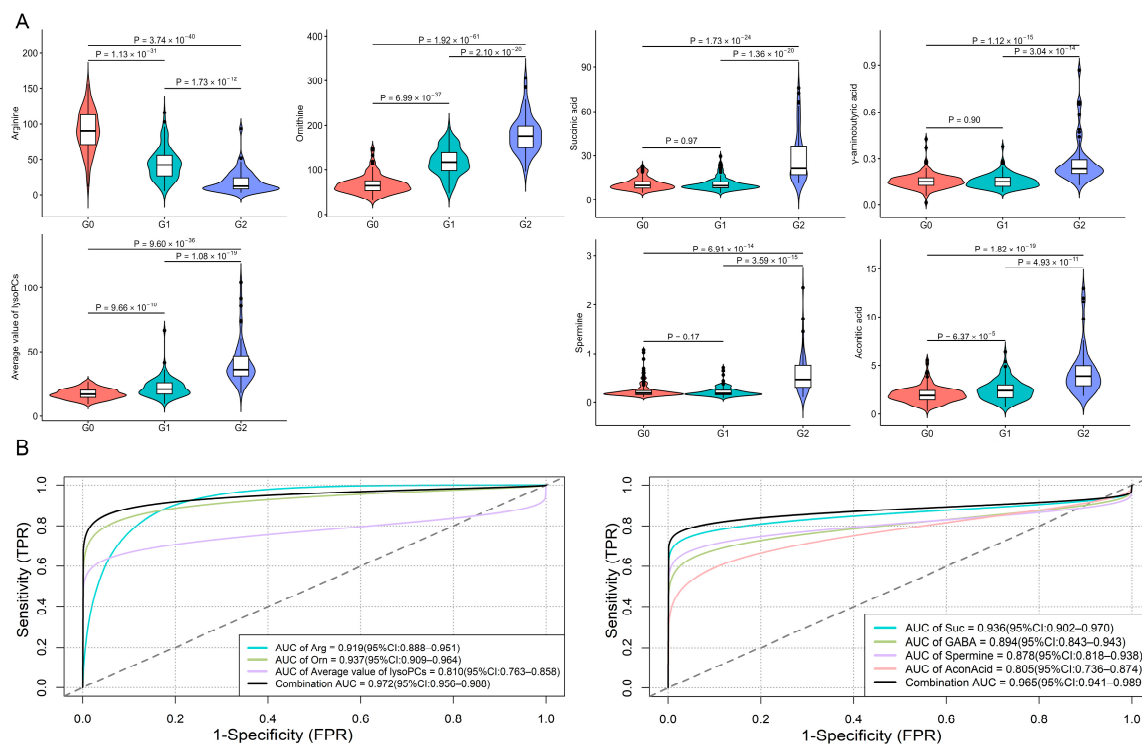 A
P = 3.74 × 10⁻⁴⁰
P = 1.13 × 10⁻³¹
P = 1.73 × 10⁻¹²
Arginine
200
150
100
50
0
G0 G1 G2
P = 1.92 × 10⁻⁶¹
P = 2.10 × 10⁻²⁰
P = 6.99 × 10⁻³⁷
Ornithine
400
300
200
100
0
G0 G1 G2
P = 1.73 × 10⁻²⁴
P = 1.36 × 10⁻²⁰
P = 0.97
Succinic acid
90
60
30
0
G0 G1 G2
P = 1.12 × 10⁻¹⁵
P = 3.04 × 10⁻¹⁴
P = 0.90
γ-aminobutyric acid
0.9
0.6
0.3
0.0
G0 G1 G2
P = 9.60 × 10⁻³⁶
P = 1.08 × 10⁻¹⁹
P = 9.66 × 10⁻¹⁰
Average value of lysoPCs
100
50
0
G0 G1 G2
P = 6.91 × 10⁻¹⁴
P = 3.59 × 10⁻¹⁵
P = 0.17
Spermine
3
2
1
0
G0 G1 G2
P = 1.82 × 10⁻¹⁹
P = 4.93 × 10⁻¹¹
P = 6.37 × 10⁻⁵
Aconitic acid
15
10
5
0
G0 G1 G2
B
Sensitivity (TPR)
1.0
0.8
0.6
0.4
0.2
0.0
AUC of Arg = 0.919(95%CI:0.888–0.951)
AUC of Orn = 0.937(95%CI:0.909–0.964)
AUC of Average value of lysoPCs = 0.810(95%CI:0.763–0.858)
Combination AUC = 0.972(95%CI:0.956–0.988)
0.0 0.2 0.4 0.6 0.8 1.0
1-Specificity (FPR)
Sensitivity (TPR)
1.0
0.8
0.6
0.4
0.2
0.0
AUC of Suc = 0.936(95%CI:0.902–0.970)
AUC of GABA = 0.894(95%CI:0.843–0.943)
AUC of Spermine = 0.878(95%CI:0.818–0.938)
AUC of AconAcid = 0.805(95%CI:0.736–0.874)
Combination AUC = 0.965(95%CI:0.941–0.989
0.0 0.2 0.4 0.6 0.8 1.0
1-Specificity (FPR)